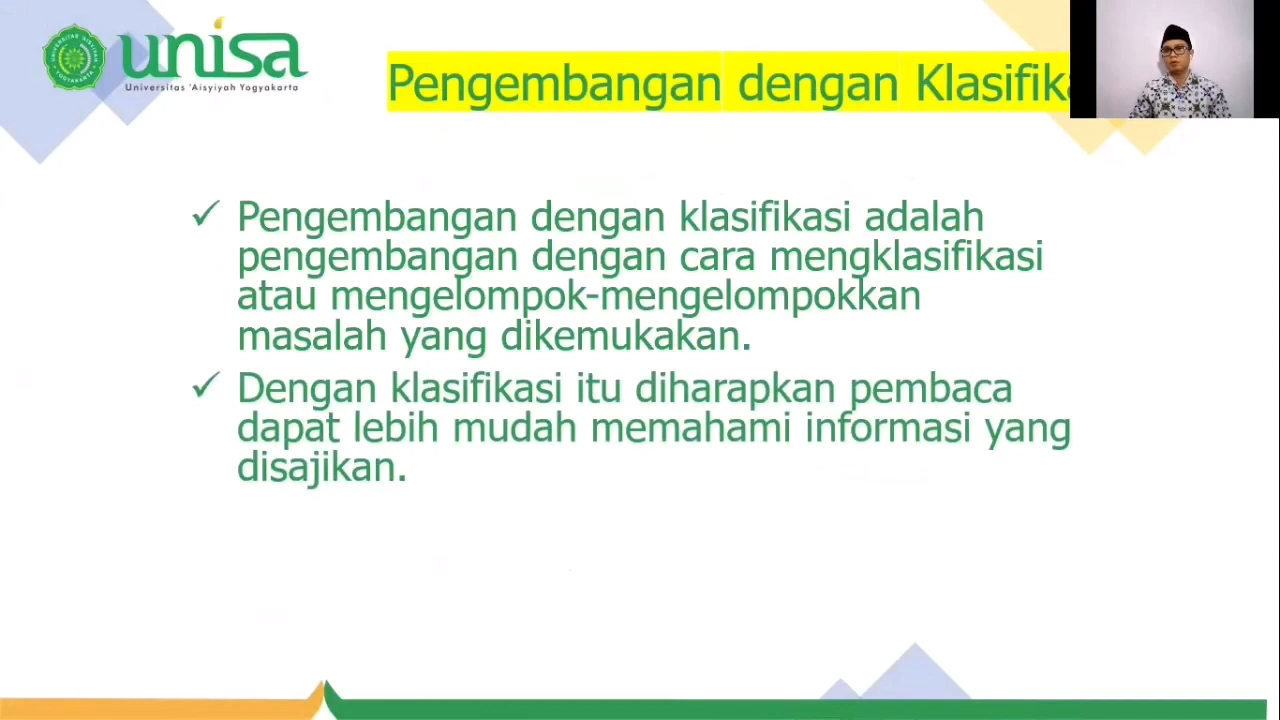 unisa
Universitas 'Aisyiyah Yogyakarta
Pengembangan dengan
✓ Pengembangan dengan klasifikasi adalah
pengembangan dengan cara mengklasifikasi
atau mengelompok-mengelompokkan
masalah yang dikemukakan.
✓ Dengan klasifikasi itu diharapkan pembaca
dapat lebih mudah memahami informasi yang
disajikan.